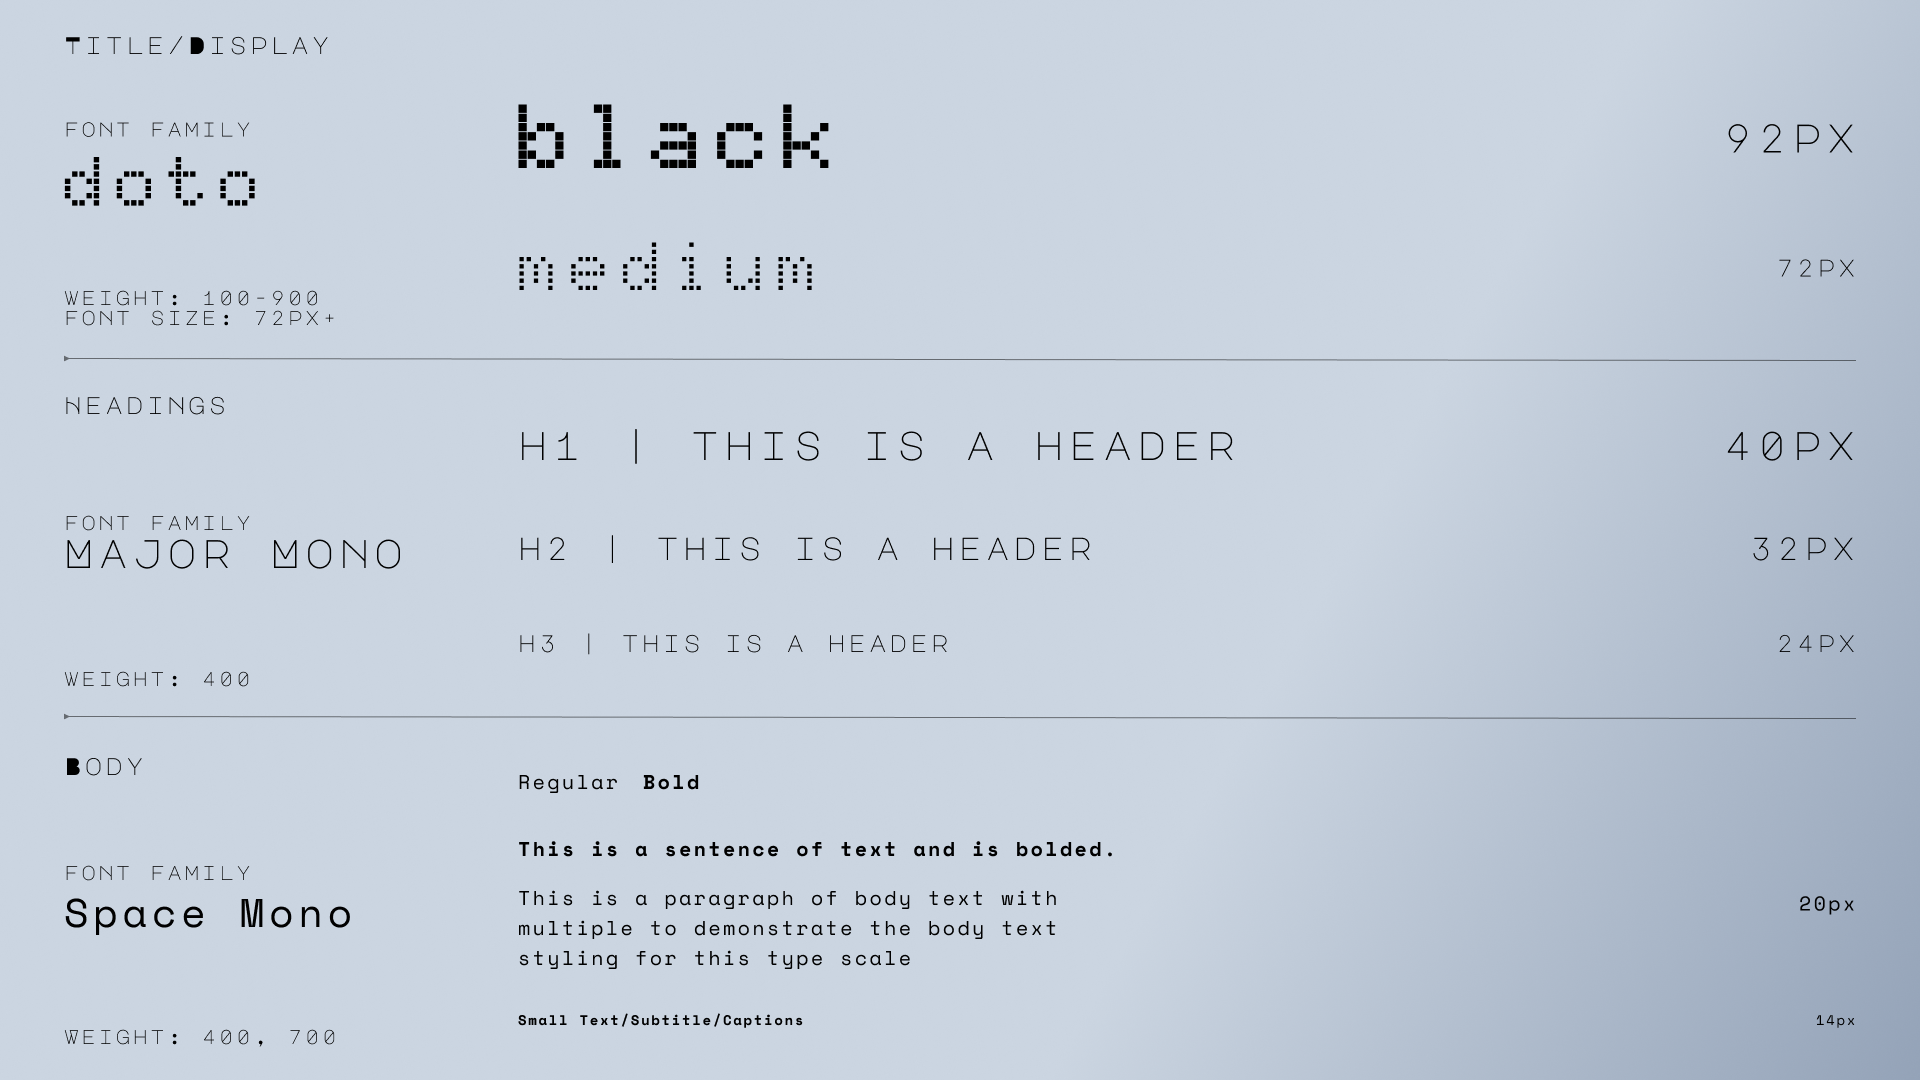 TITLE/DISPLAY
FONT FAMILY
doto
WEIGHT: 100-900
FONT SIZE: 72PX+
black
92PX
medium
72PX
HEADINGS
FONT FAMILY
MAJOR MONO
WEIGHT: 400
H1 | THIS IS A HEADER
40PX
H2 | THIS IS A HEADER
32PX
H3 | THIS IS A HEADER
24PX
BODY
FONT FAMILY
Space Mono
WEIGHT: 400, 700
Regular Bold
This is a sentence of text and is bolded.
This is a paragraph of body text with
multiple to demonstrate the body text
styling for this type scale
20px
Small Text/Subtitle/Captions
14px